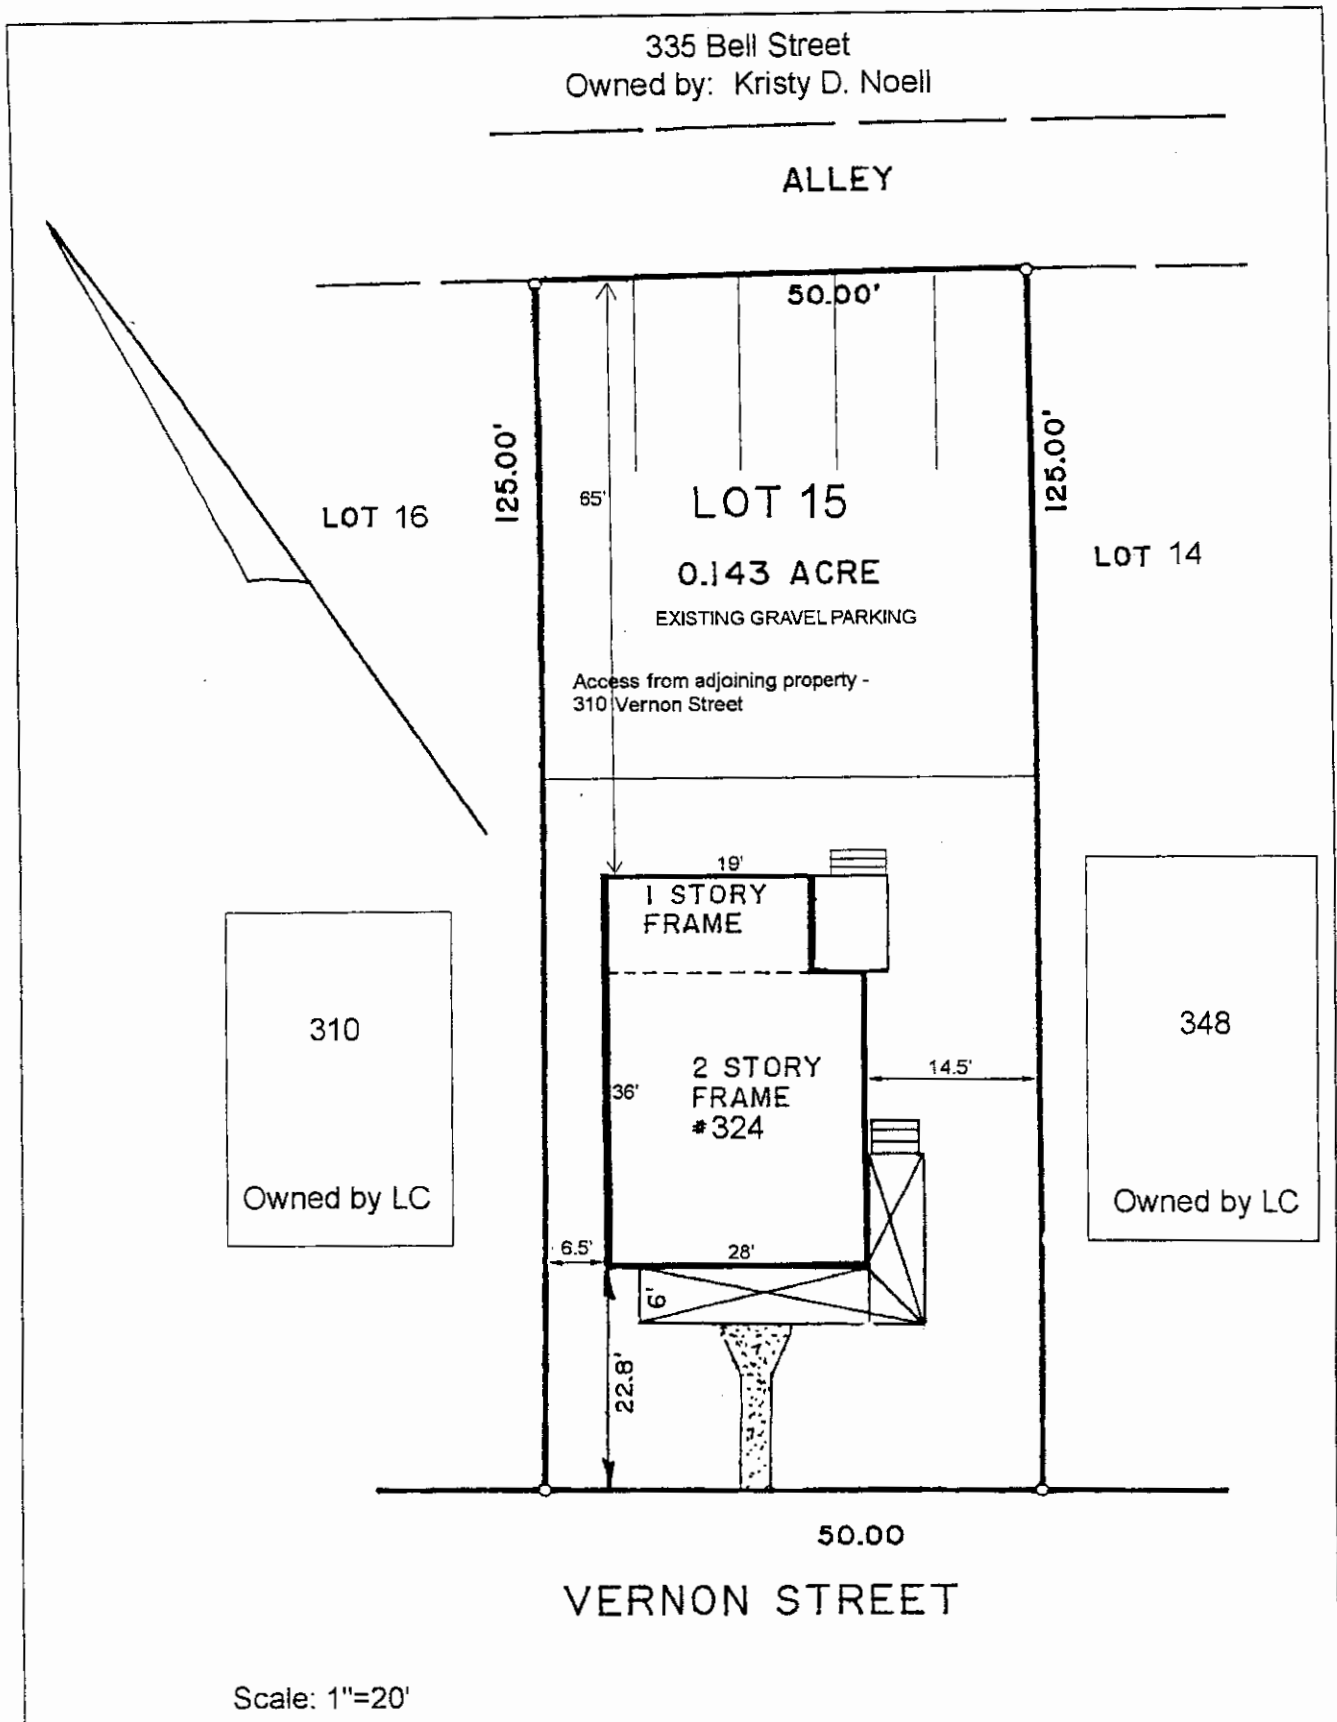 335 Bell Street
Owned by: Kristy D. Noell
ALLEY
50.00'
125.00'
125.00'
65'
LOT 15
LOT 16
LOT 14
0.143 ACRE
EXISTING GRAVEL PARKING
Access from adjoining property -
310 Vernon Street
19'
1 STORY
FRAME
310
348
2 STORY
FRAME
#324
36'
14.5'
Owned by LC
Owned by LC
6.5'
28'
6'
22.8'
50.00
VERNON STREET
Scale: 1"=20'